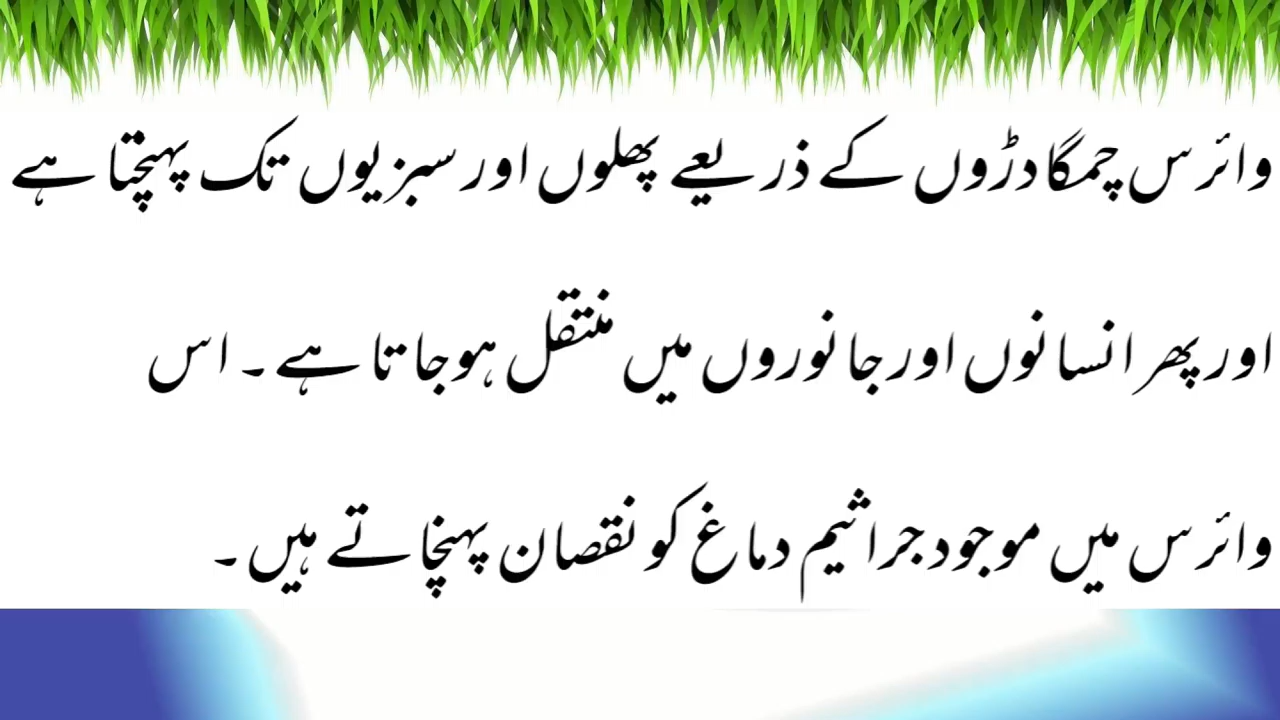 وائرس چمگادڑوں کے ذریعے پھلوں اور سبزیوں تک پہنچتا ہے
اور پھر انسانوں اور جانوروں میں منتقل ہوجاتا ہے۔ اس
وائرس میں موجود جراثیم دماغ کو نقصان پہنچاتے ہیں۔